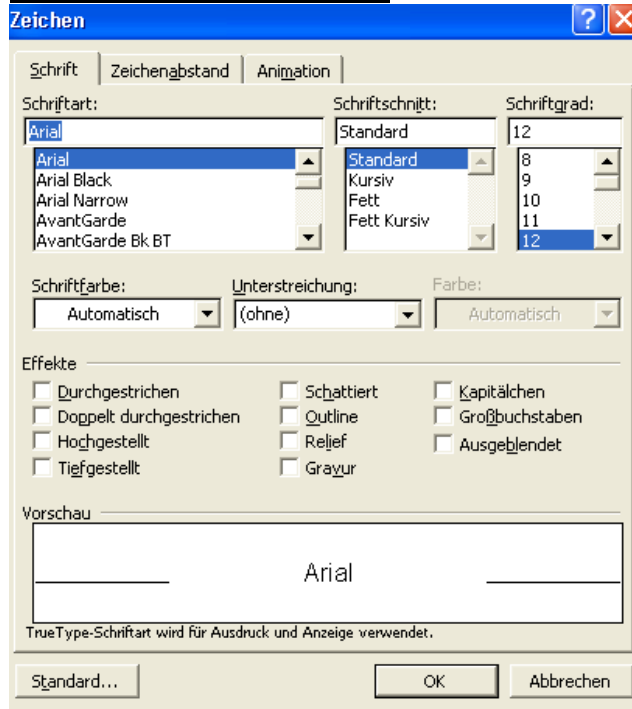 Zeichen
Schrift Zeichenabstand Animation
Schriftart: Schriftschnitt: Schriftgrad:
Arial Standard 12
Arial Standard 8
Arial Black Kursiv 9
Arial Narrow Fett 10
AvantGarde Fett Kursiv 11
AvantGarde Bk BT 12
Schriftfarbe: Unterstreichung: Farbe:
Automatisch (ohne) Automatisch
Effekte
Durchgestrichen Schattiert Kapitälchen
Doppelt durchgestrichen Outline Großbuchstaben
Hochgestellt Relief Ausgeblendet
Tiefgestellt Gravur
Vorschau
Arial
TrueType-Schriftart wird für Ausdruck und Anzeige verwendet.
Standard... OK Abbrechen